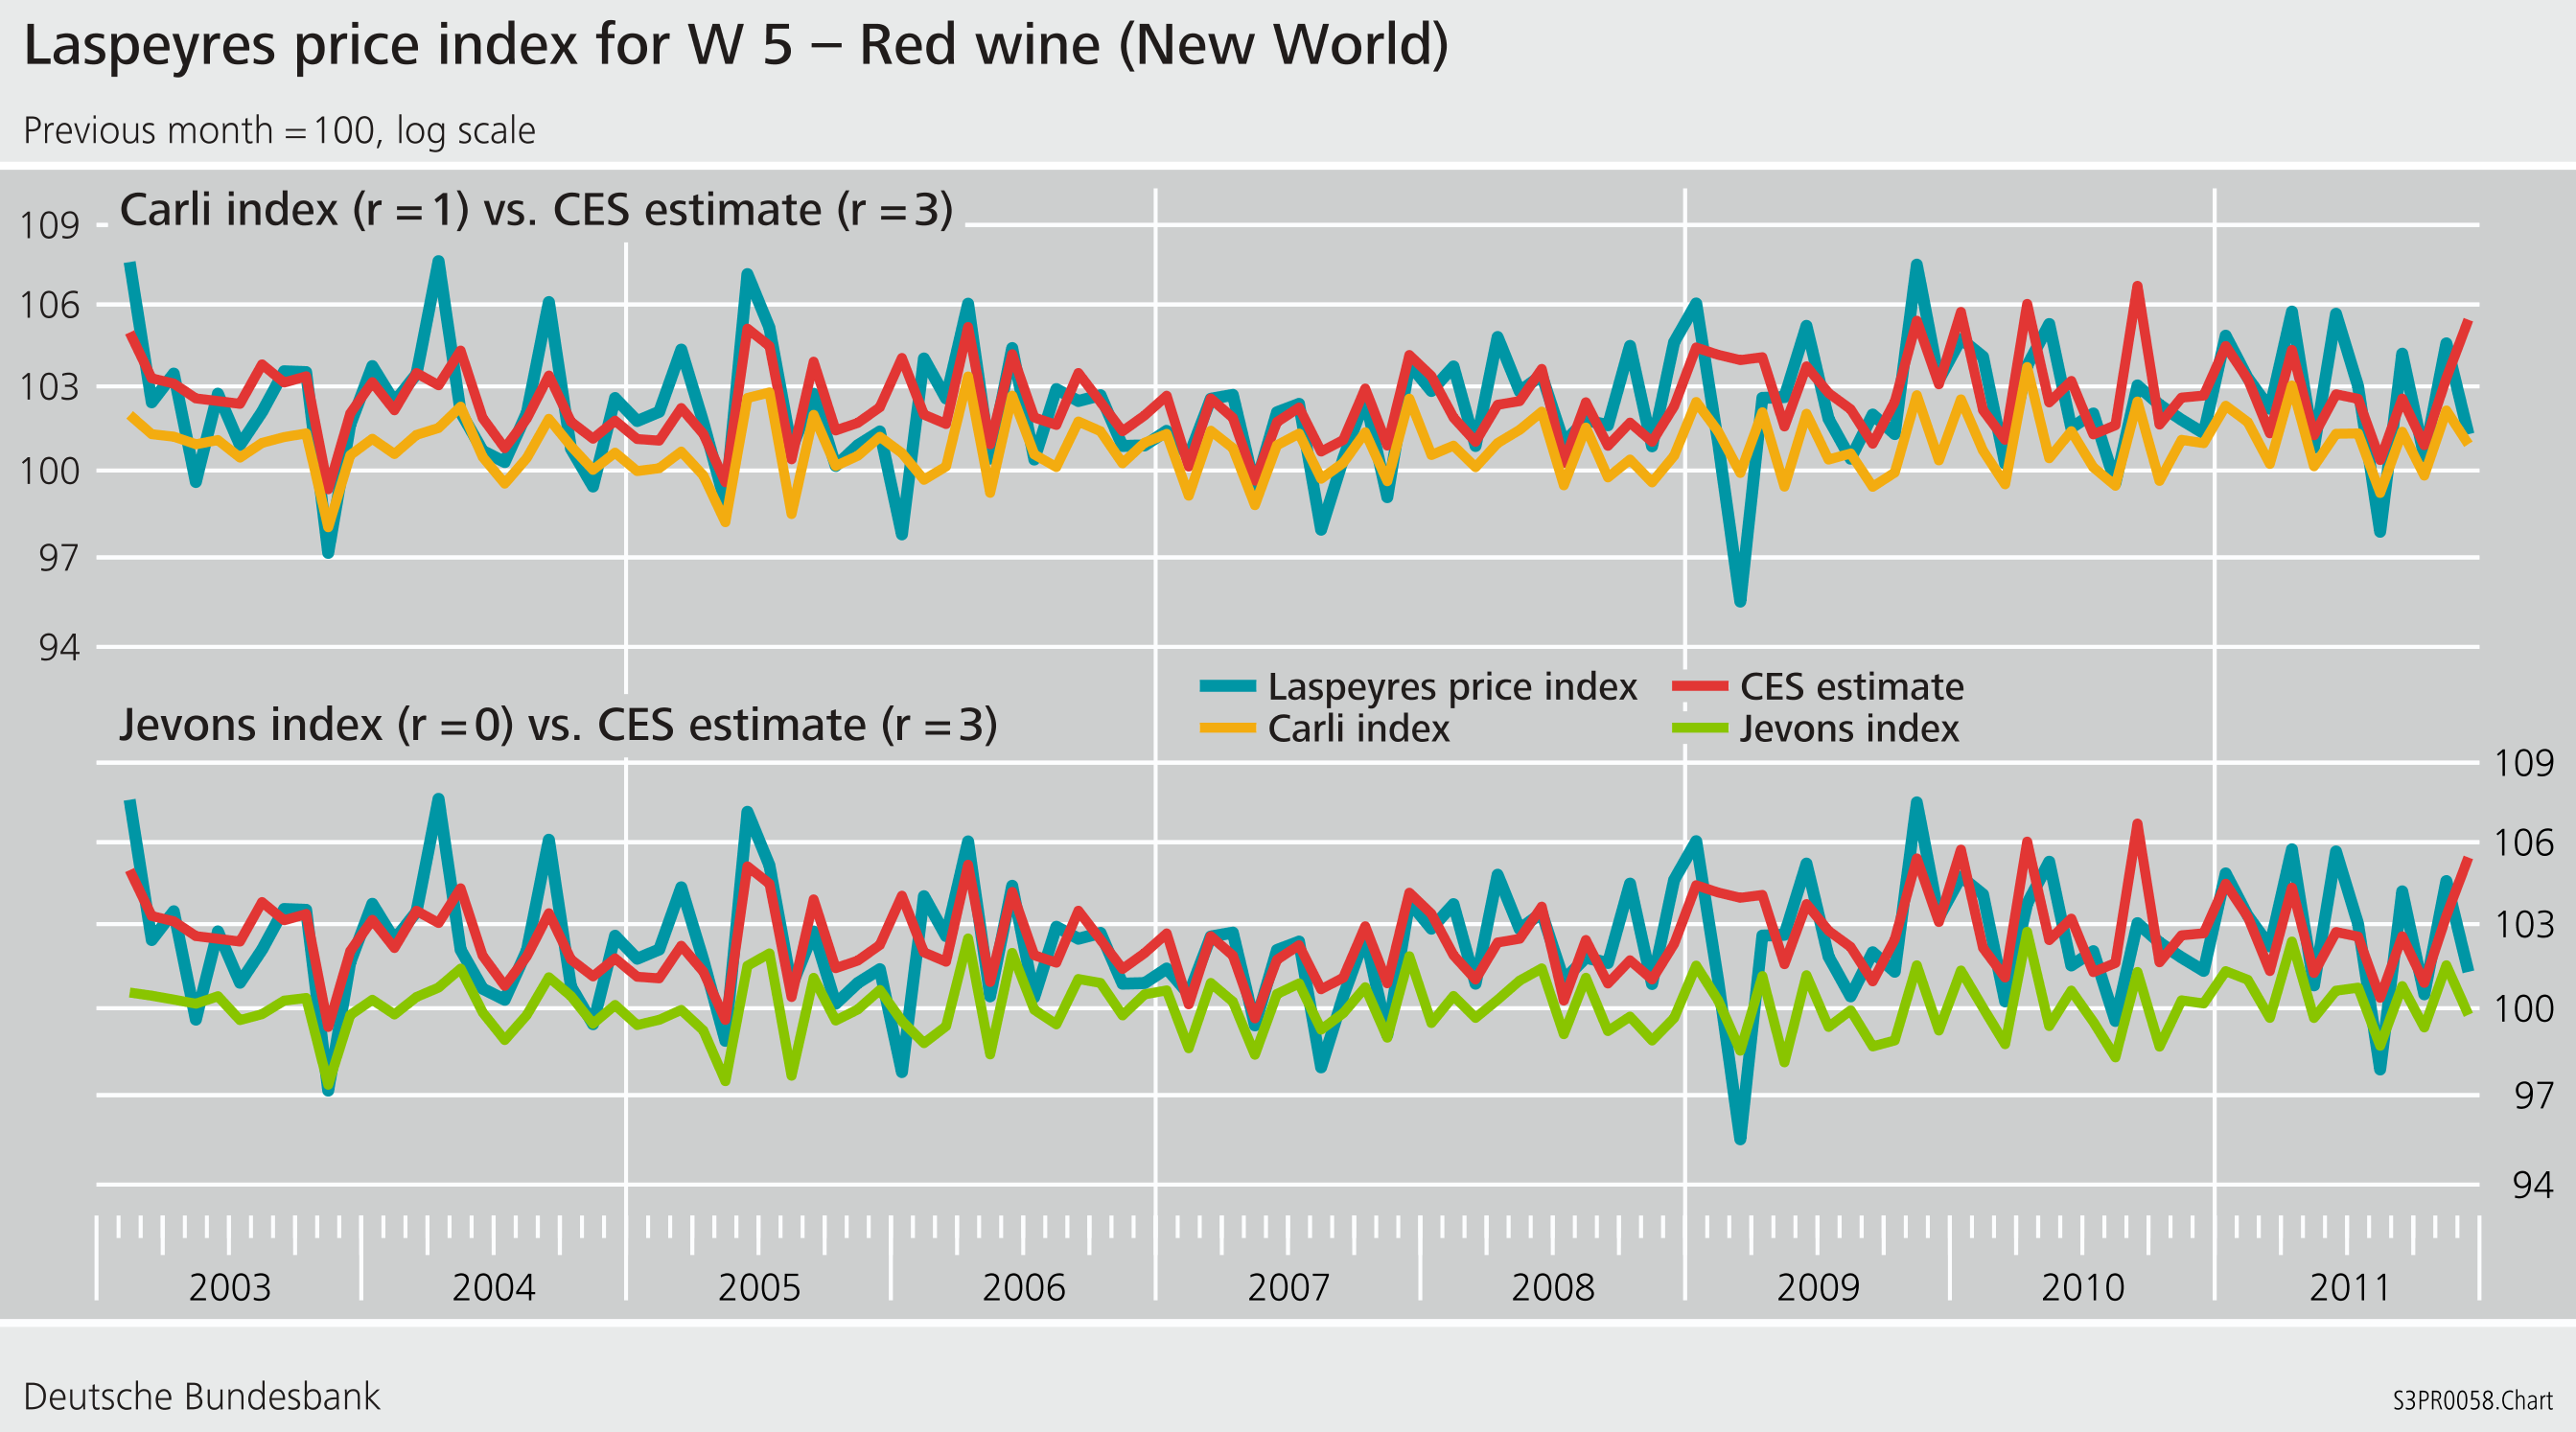 Laspeyres price index for W 5 – Red wine (New World)
Previous month = 100, log scale
Carli index (r = 1) vs. CES estimate (r = 3)
109
106
103
100
97
94
Laspeyres price index
CES estimate
Carli index
Jevons index
Jevons index (r = 0) vs. CES estimate (r = 3)
109
106
103
100
97
94
2003 2004 2005 2006 2007 2008 2009 2010 2011
Deutsche Bundesbank
S3PR0058.Chart